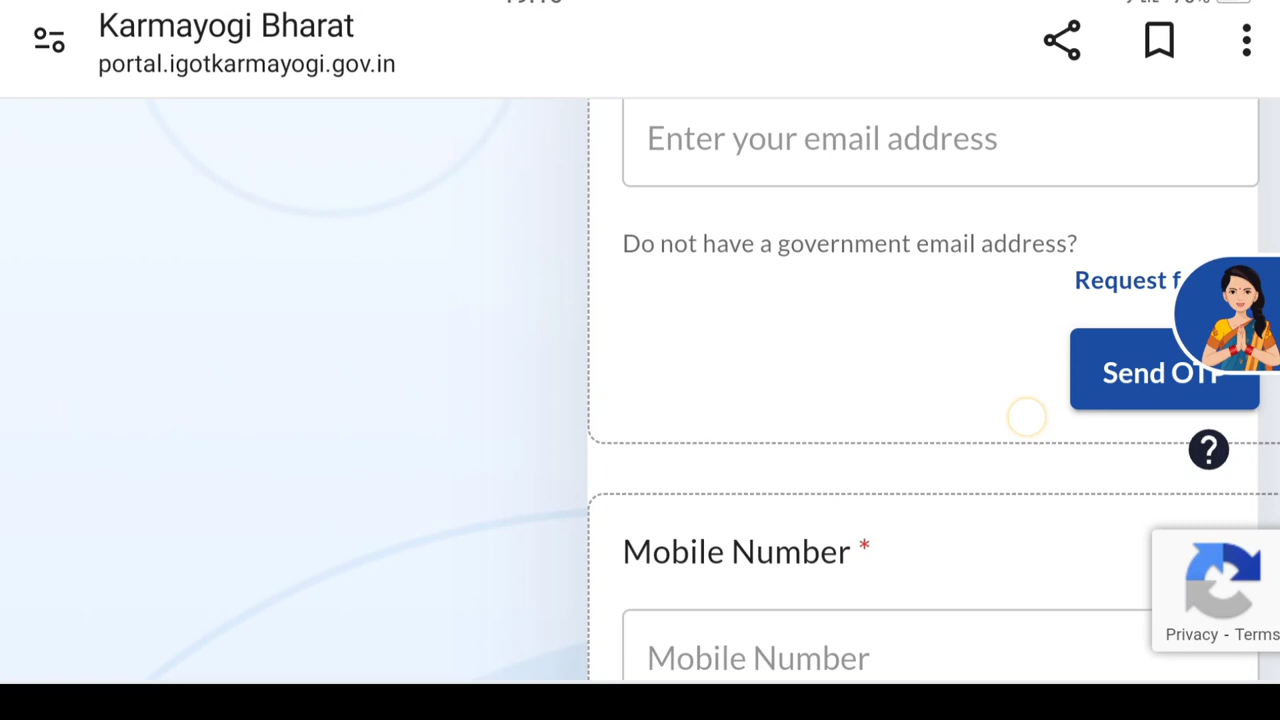 Karmayogi Bharat
portal.igotkarmayogi.gov.in
Enter your email address
Do not have a government email address?
Request
Send
?
Mobile Number *
Mobile Number
Privacy - Terms